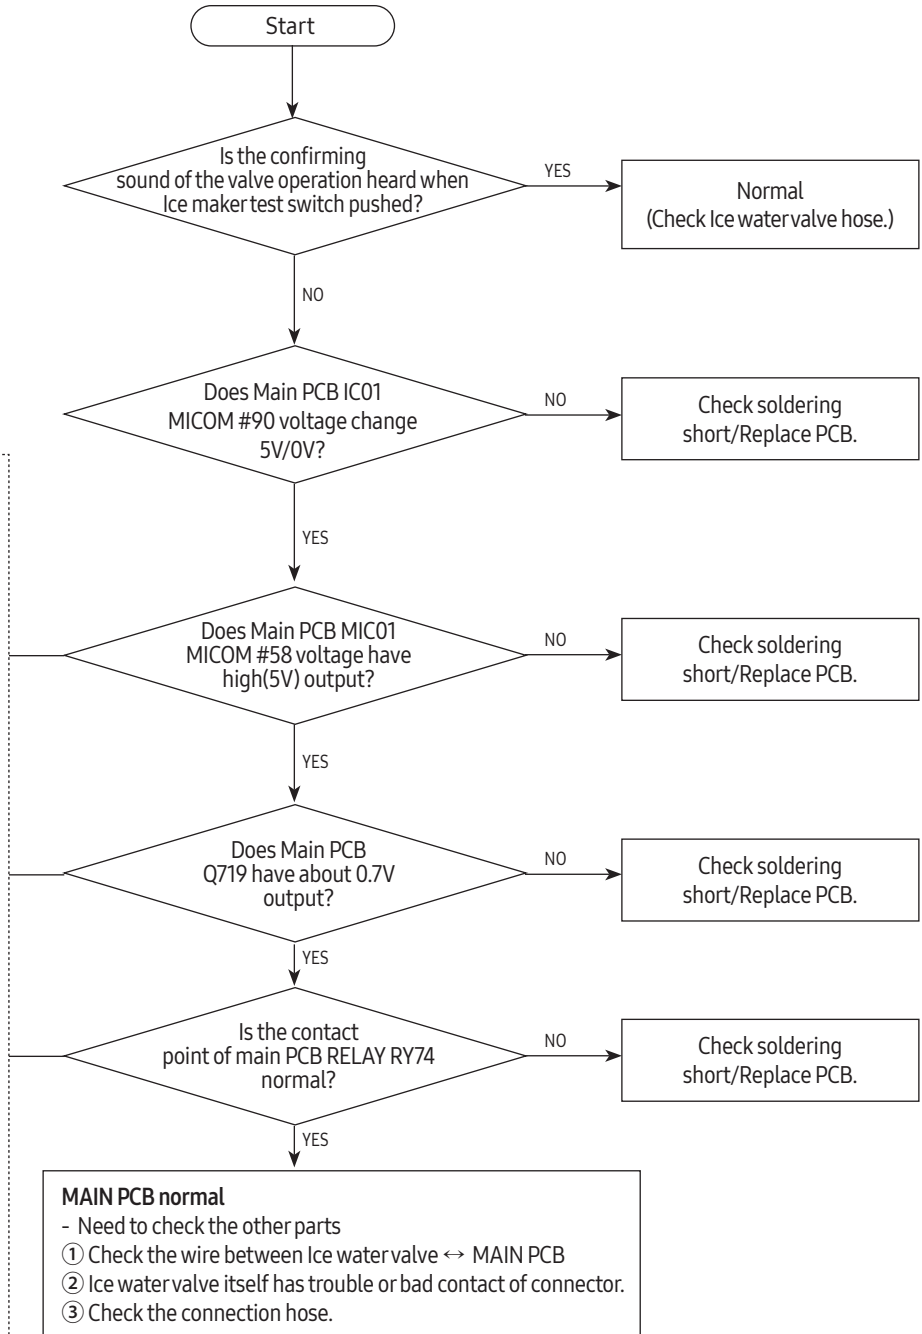 Start
Is the confirming
sound of the valve operation heard when
Ice maker test switch pushed?
YES
Normal
(Check Ice water valve hose.)
NO
Does Main PCB IC01
MICOM #90 voltage change
5V/0V?
NO
Check soldering
short/Replace PCB.
YES
Does Main PCB MIC01
MICOM #58 voltage have
high(5V) output?
NO
Check soldering
short/Replace PCB.
YES
Does Main PCB
Q719 have about 0.7V
output?
NO
Check soldering
short/Replace PCB.
YES
Is the contact
point of main PCB RELAY RY74
normal?
NO
Check soldering
short/Replace PCB.
YES
MAIN PCB normal
- Need to check the other parts
① Check the wire between Ice water valve ↔ MAIN PCB
② Ice water valve itself has trouble or bad contact of connector.
③ Check the connection hose.